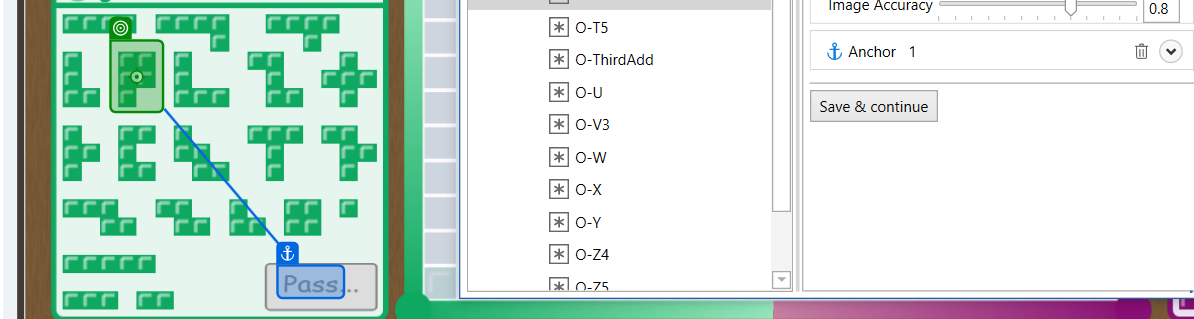 Image Accuracy
0.8
O-T5
O-ThirdAdd
O-U
O-V3
O-W
O-X
O-Y
O-Z4
O-Z5
Anchor 1
Save & continue
Pass...